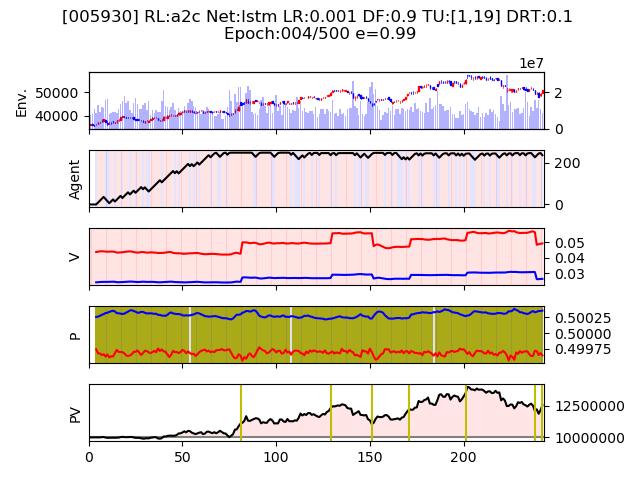 [005930] RL:a2c Net:lstm LR:0.001 DF:0.9 TU:[1,19] DRT:0.1
Epoch:004/500 e=0.99
1e7
Env.
50000
40000
2
0
Agent
200
0
V
0.05
0.04
0.03
P
0.50025
0.50000
0.49975
PV
12500000
10000000
0 50 100 150 200